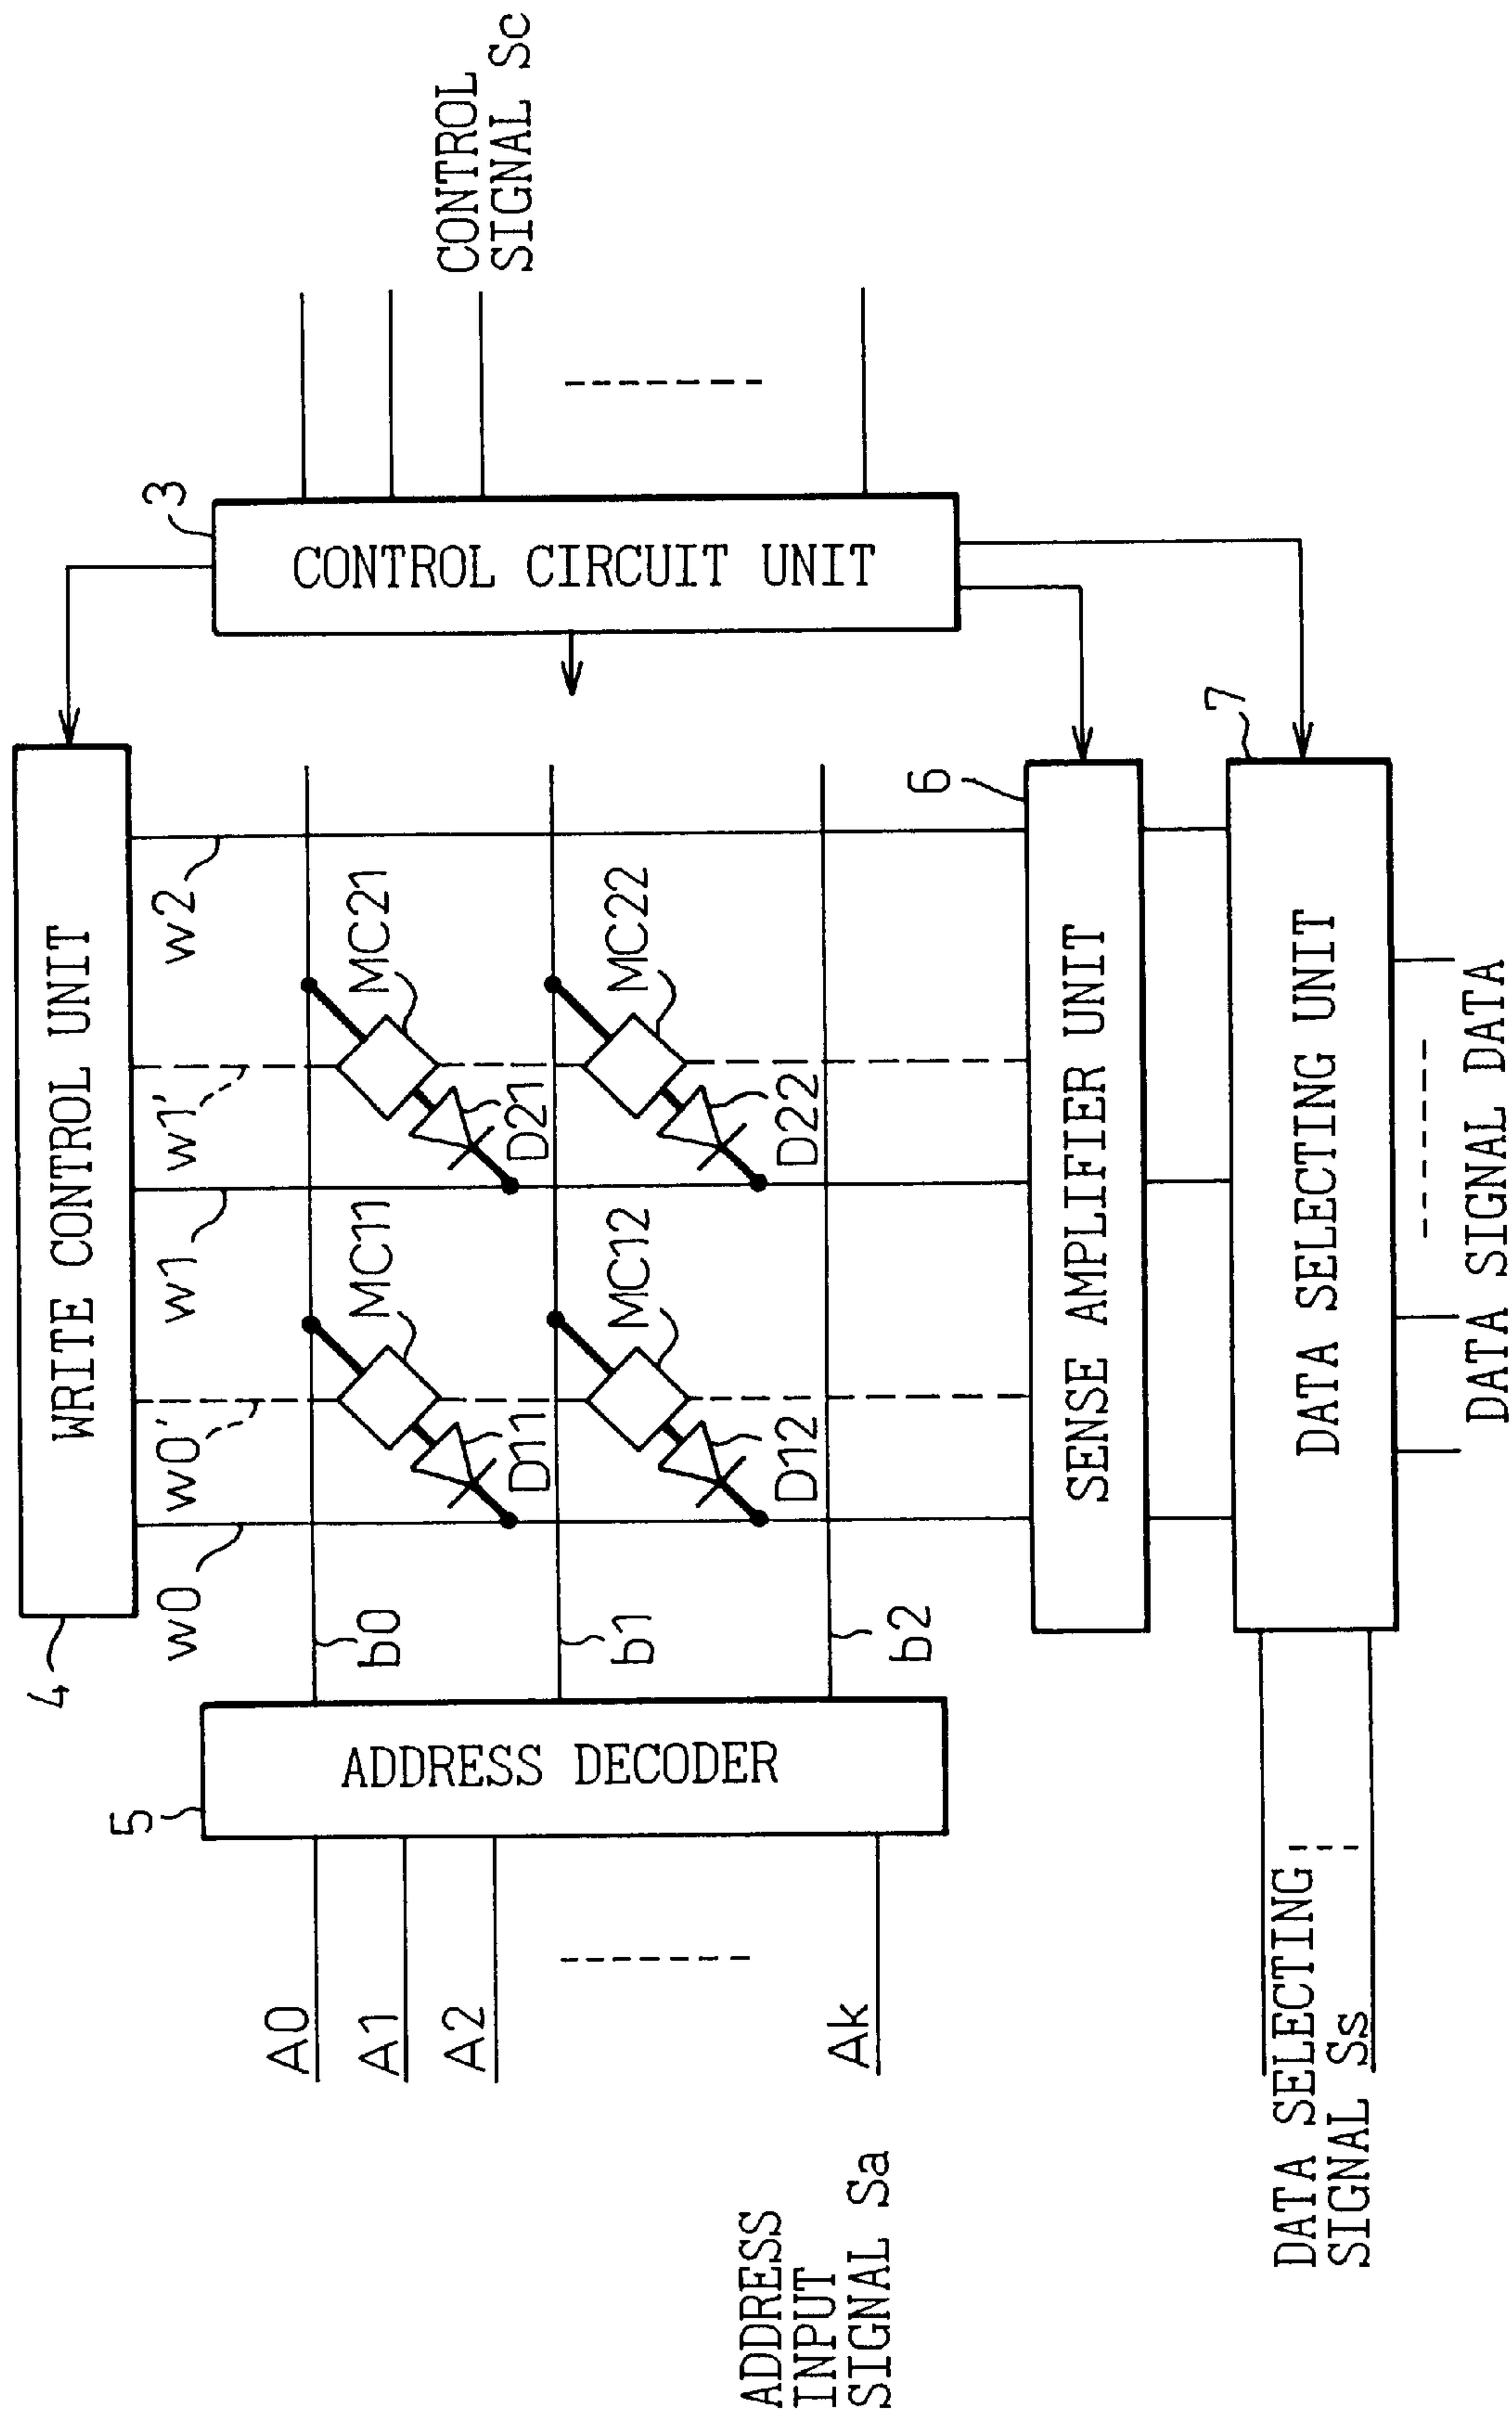 4
WRITE CONTROL UNIT
w0
w0'
w1
w1'
w2
3
CONTROL CIRCUIT UNIT
CONTROL
SIGNAL Sc
5
ADDRESS DECODER
A0
A1
A2
Ak
ADDRESS
INPUT
SIGNAL Sa
b0
b1
b2
MC11
D11
MC21
D21
MC12
D12
MC22
D22
6
SENSE AMPLIFIER UNIT
7
DATA SELECTING UNIT
DATA SELECTING
SIGNAL Ss
DATA SIGNAL DATA